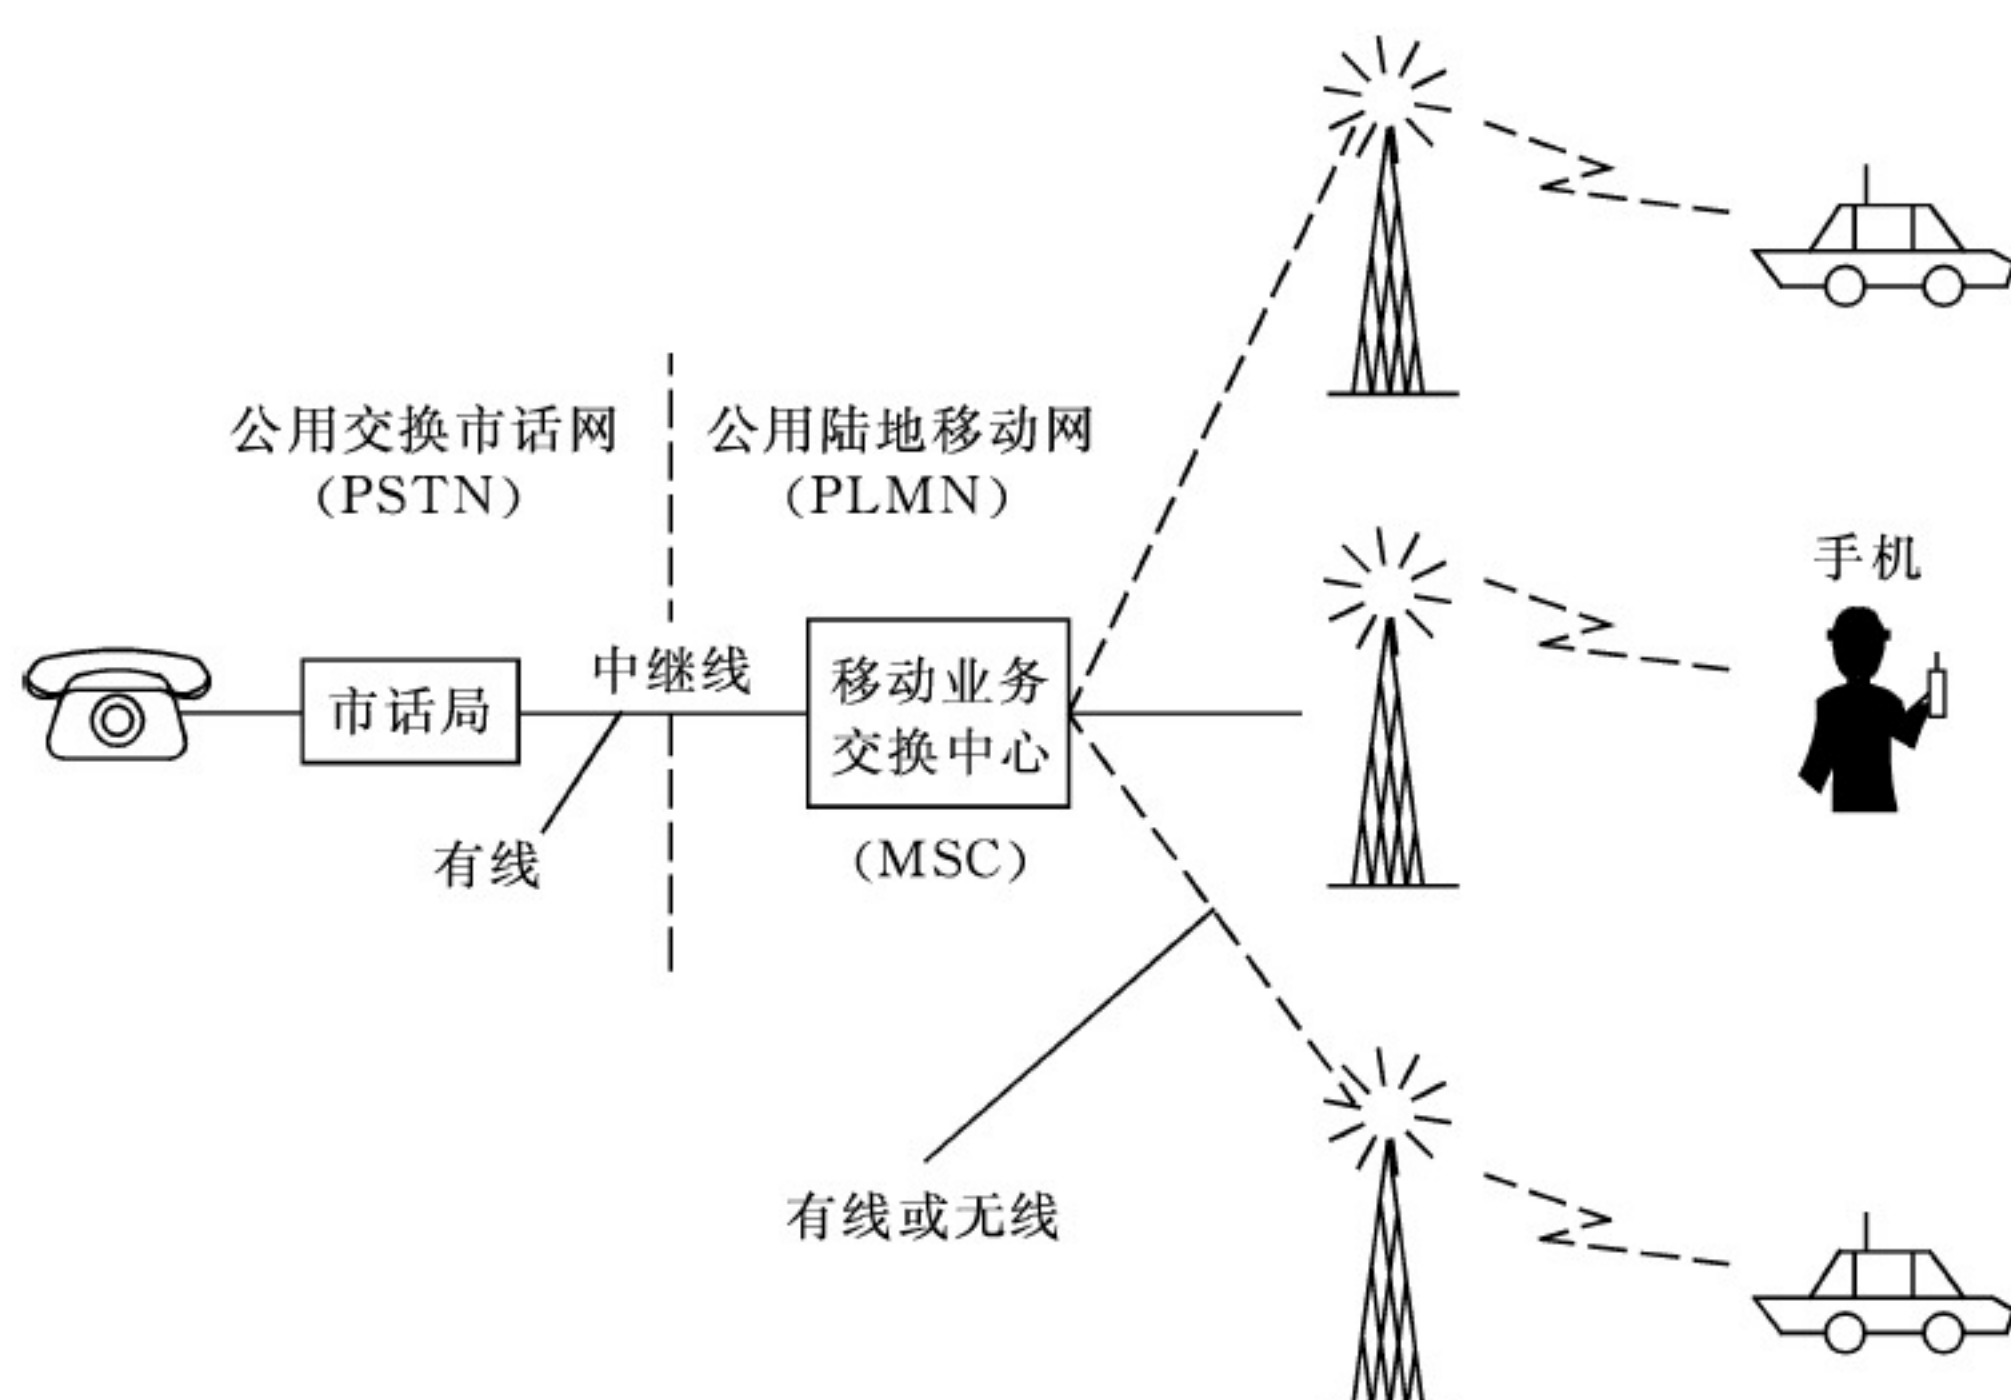 公用交换市话网
(PSTN)
公用陆地移动网
(PLMN)
手机
中继线
市话局
移动业务
交换中心
(MSC)
有线
有线或无线